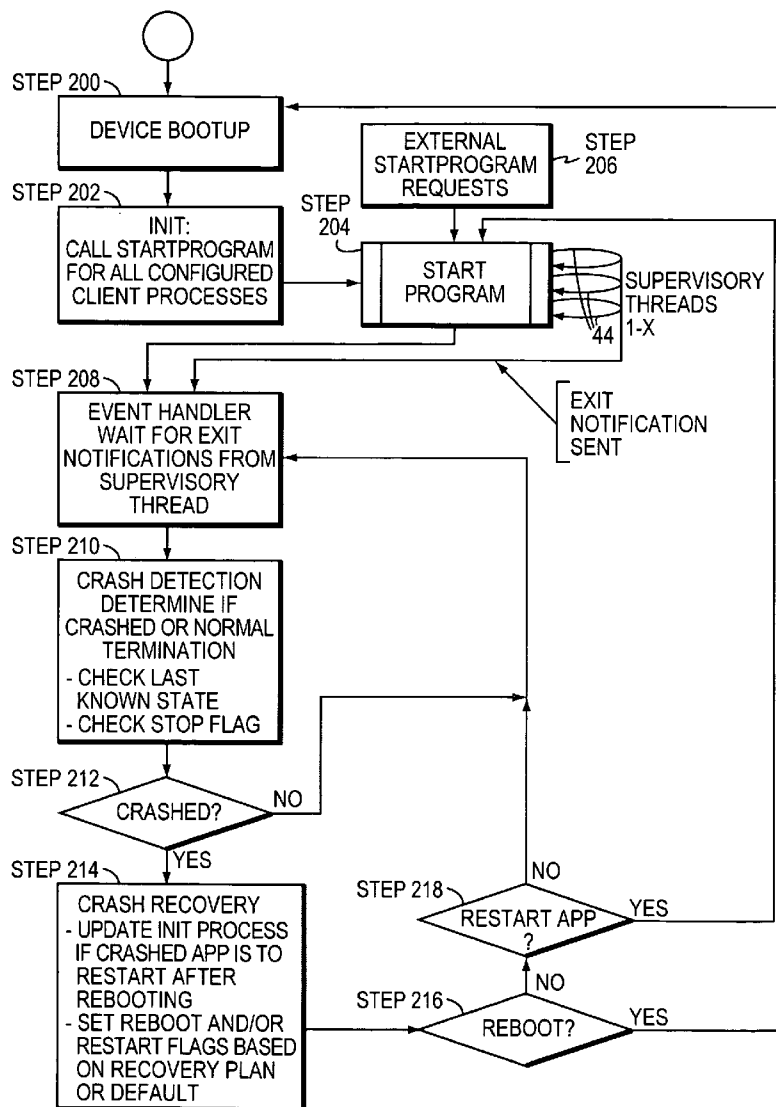 STEP 200
DEVICE BOOTUP
STEP 202
INIT:
CALL STARTPROGRAM
FOR ALL CONFIGURED
CLIENT PROCESSES
EXTERNAL
STARTPROGRAM
REQUESTS
STEP
206
STEP
204
START
PROGRAM
44
SUPERVISORY
THREADS
1-X
EXIT
NOTIFICATION
SENT
STEP 208
EVENT HANDLER
WAIT FOR EXIT
NOTIFICATIONS FROM
SUPERVISORY
THREAD
STEP 210
CRASH DETECTION
DETERMINE IF
CRASHED OR NORMAL
TERMINATION
- CHECK LAST
KNOWN STATE
- CHECK STOP FLAG
STEP 212
CRASHED?
NO
YES
STEP 214
CRASH RECOVERY
- UPDATE INIT PROCESS
IF CRASHED APP IS TO
RESTART AFTER
REBOOTING
- SET REBOOT AND/OR
RESTART FLAGS BASED
ON RECOVERY PLAN
OR DEFAULT
STEP 216
REBOOT?
YES
NO
STEP 218
RESTART APP
?
YES
NO